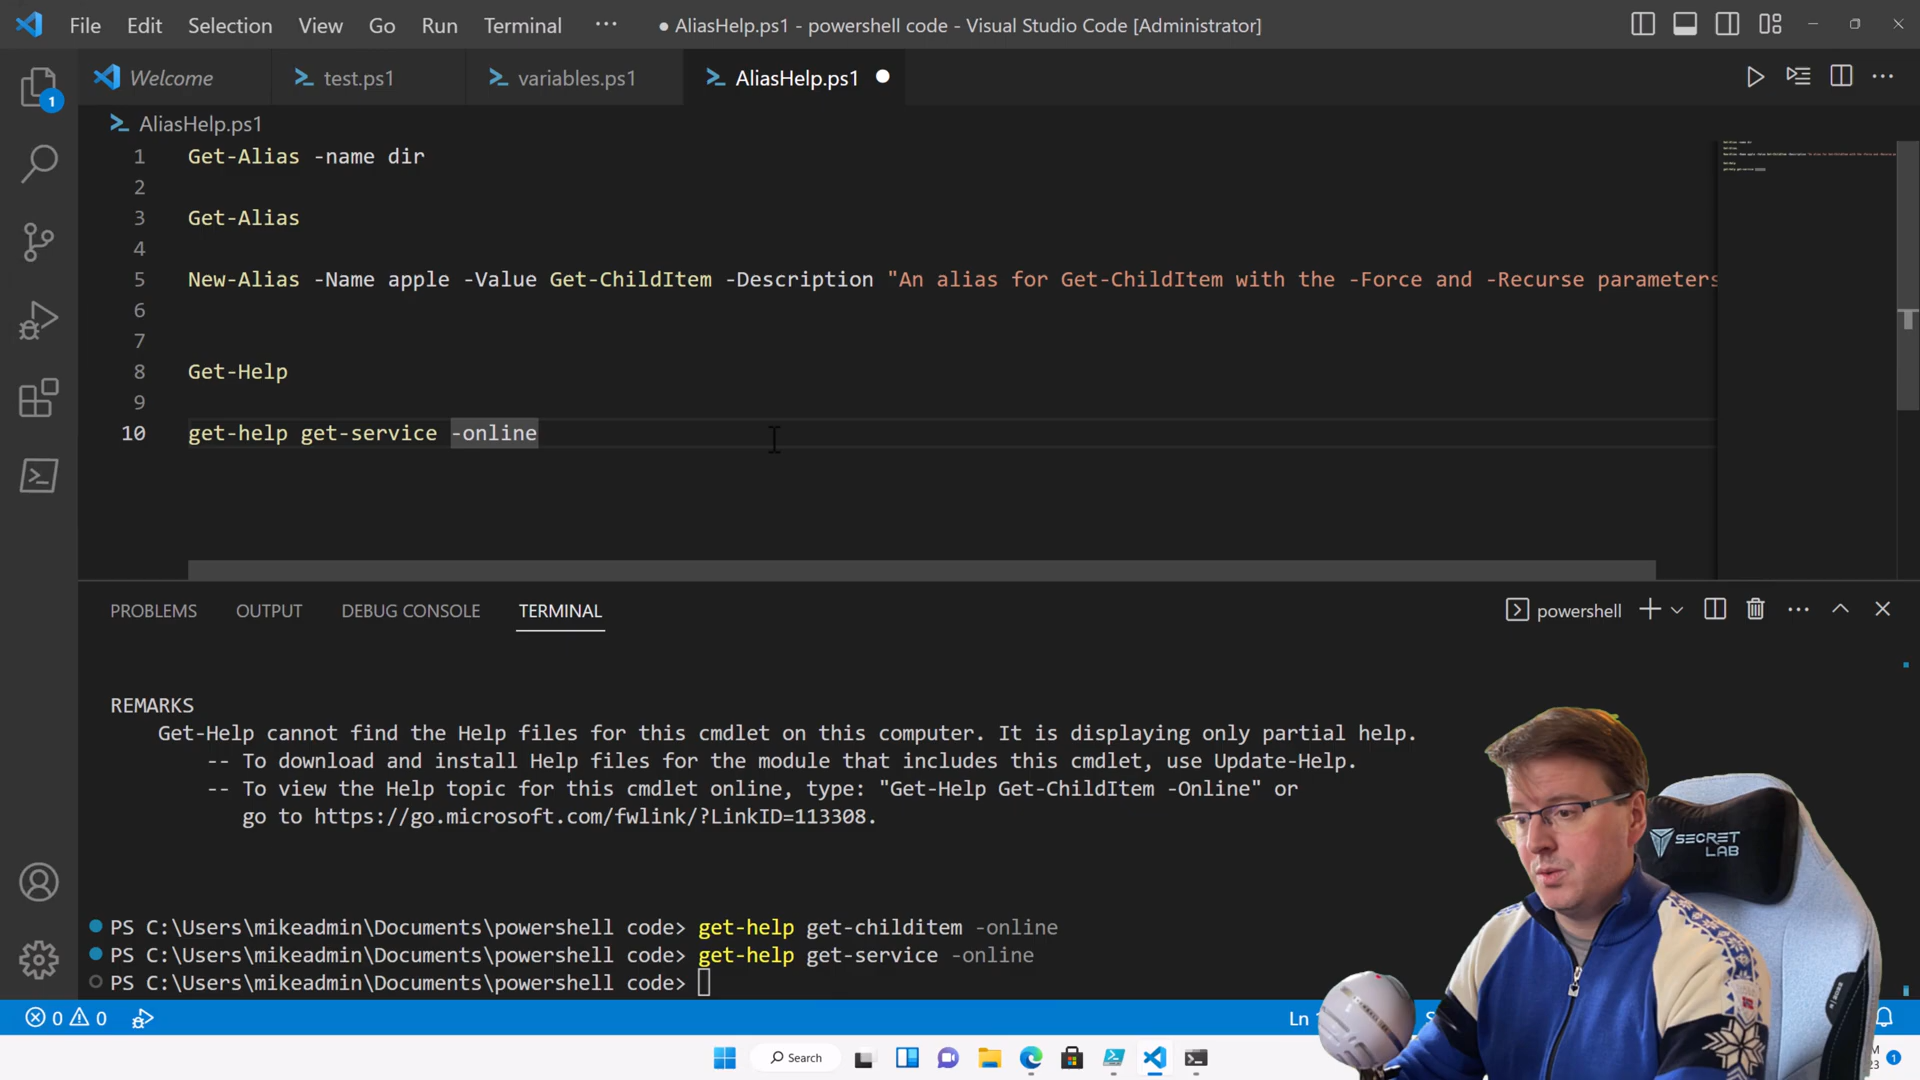 File Edit Selection View Go Run Terminal ··· ● AliasHelp.ps1 - powershell code - Visual Studio Code [Administrator]
Welcome test.ps1 variables.ps1 AliasHelp.ps1
1
AliasHelp.ps1
1 Get-Alias -name dir
2
3 Get-Alias
4
5 New-Alias -Name apple -Value Get-ChildItem -Description "An alias for Get-ChildItem with the -Force and -Recurse parameters
6
7
8 Get-Help
9
10 get-help get-service -online
PROBLEMS OUTPUT DEBUG CONSOLE TERMINAL powershell
REMARKS
Get-Help cannot find the Help files for this cmdlet on this computer. It is displaying only partial help.
-- To download and install Help files for the module that includes this cmdlet, use Update-Help.
-- To view the Help topic for this cmdlet online, type: "Get-Help Get-ChildItem -Online" or
go to https://go.microsoft.com/fwlink/?LinkID=113308.
SECRET
LAB
PS C:\Users\mikeadmin\Documents\powershell code> get-help get-childitem -online
PS C:\Users\mikeadmin\Documents\powershell code> get-help get-service -online
PS C:\Users\mikeadmin\Documents\powershell code>
0 0 Ln
Search
1